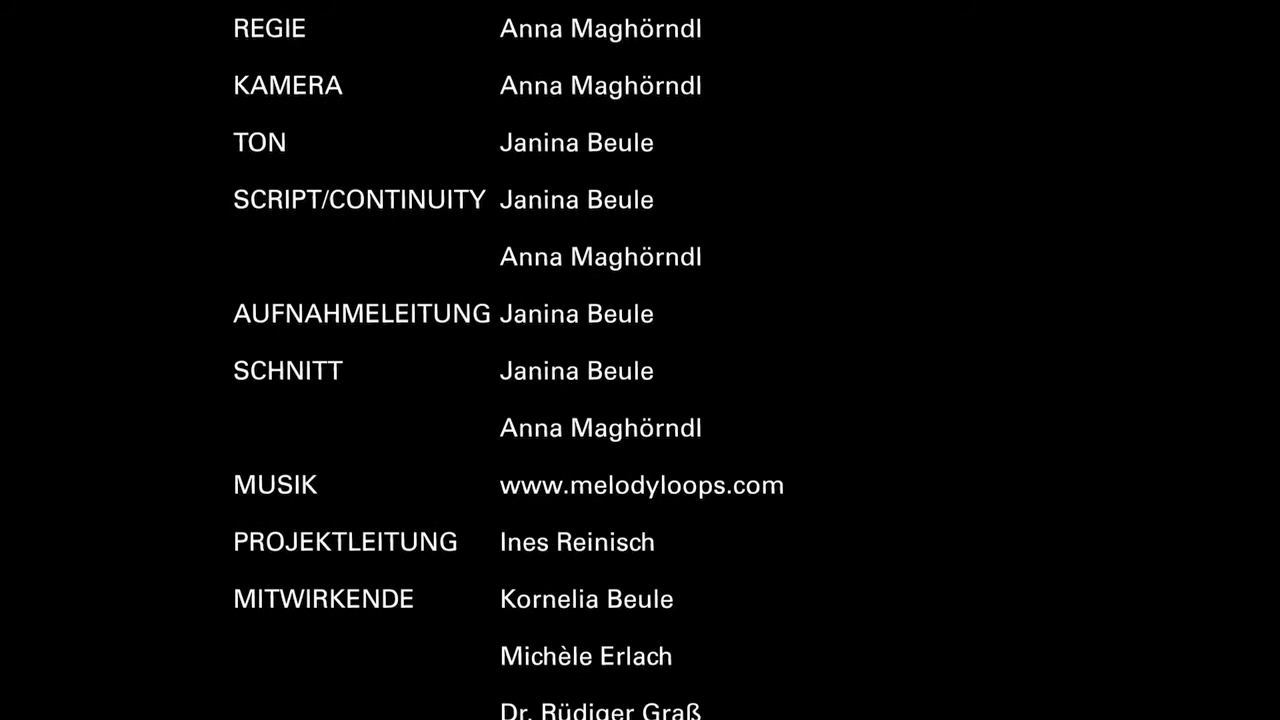 REGIE Anna Maghörndl
KAMERA Anna Maghörndl
TON Janina Beule
SCRIPT/CONTINUITY Janina Beule
Anna Maghörndl
AUFNAHMELEITUNG Janina Beule
SCHNITT Janina Beule
Anna Maghörndl
MUSIK www.melodyloops.com
PROJEKTLEITUNG Ines Reinisch
MITWIRKENDE Kornelia Beule
Michèle Erlach
Dr. Rüdiger Graß